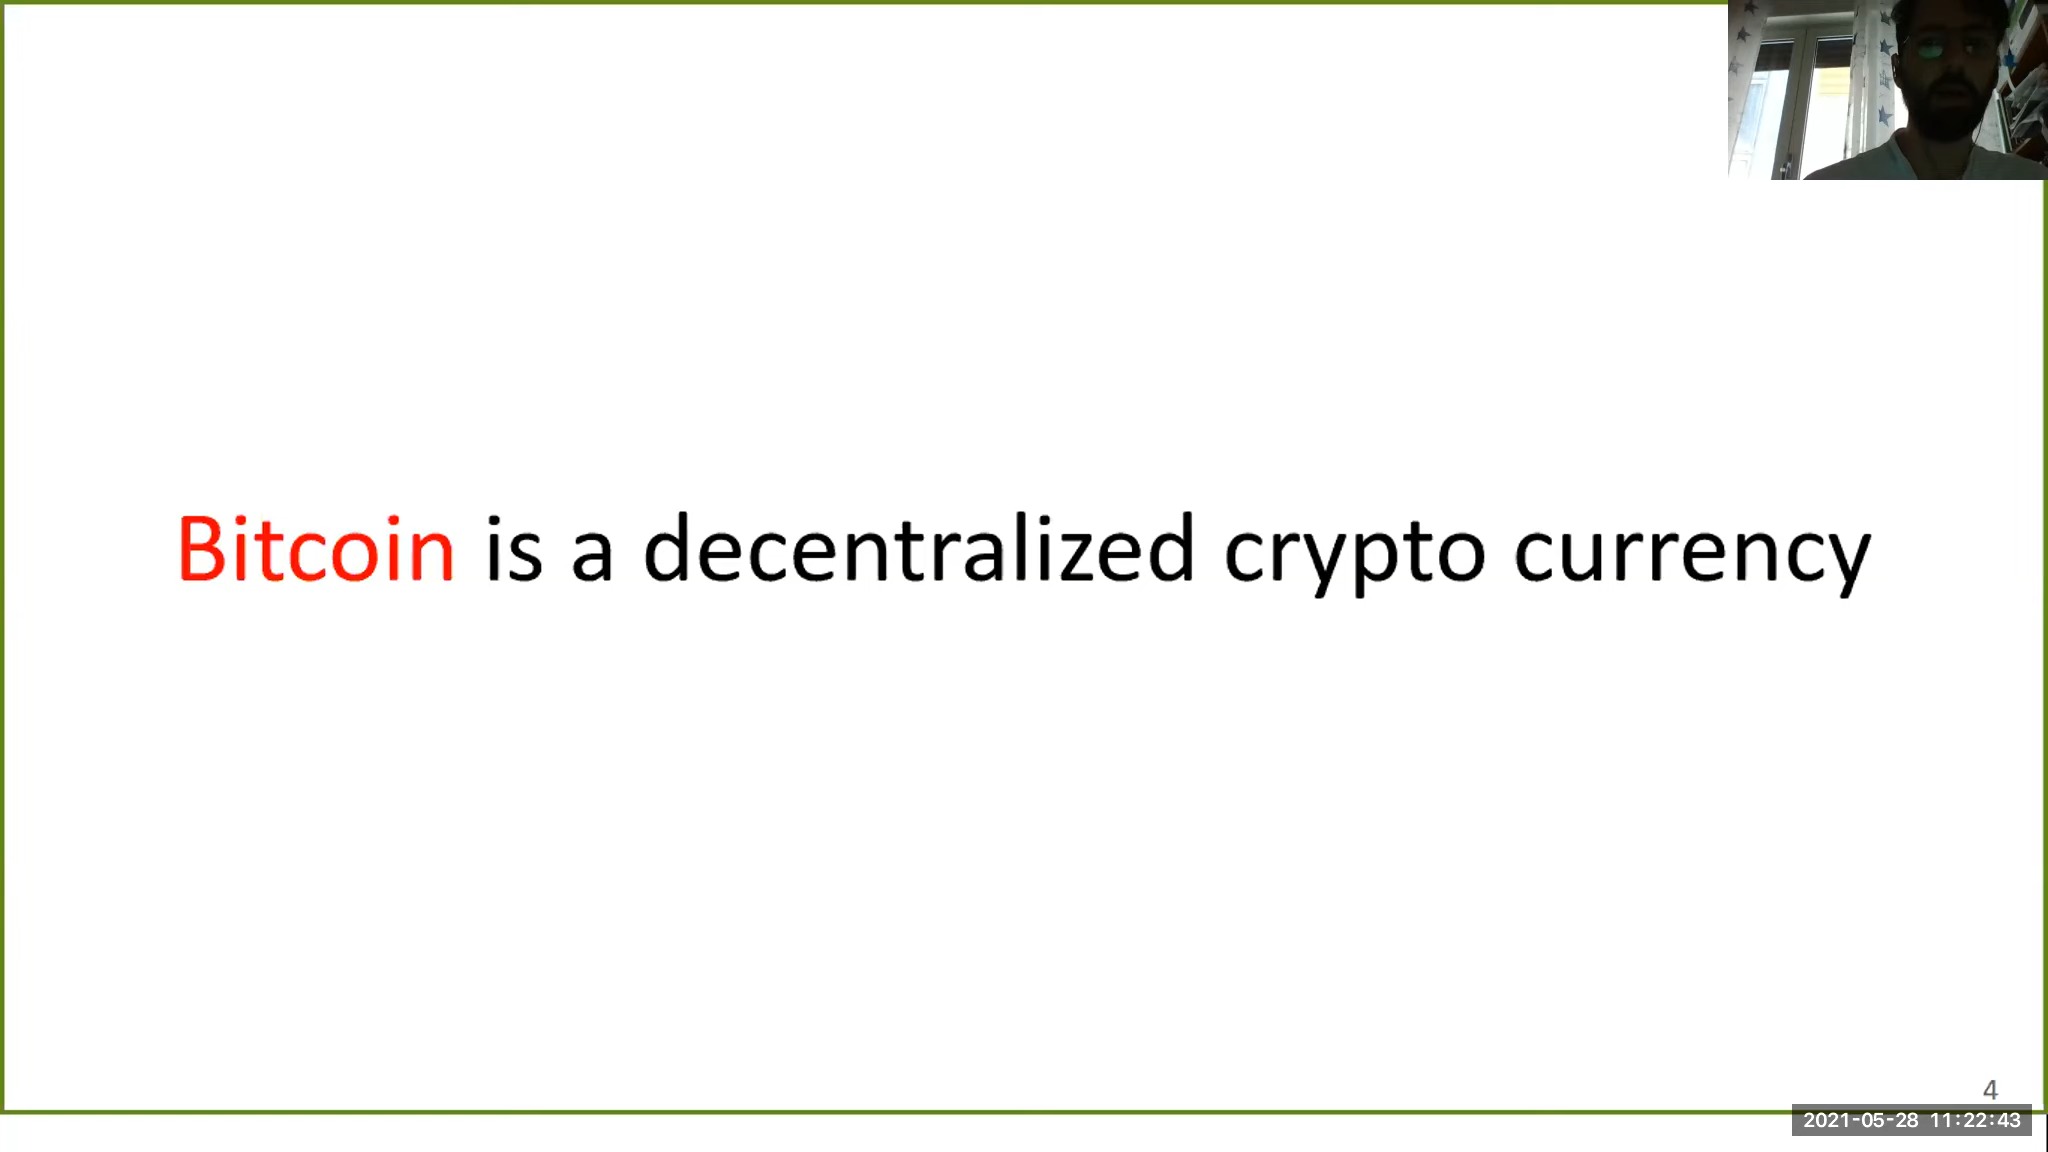 Bitcoin is a decentralized crypto currency
4
2021-05-28 11:22:43